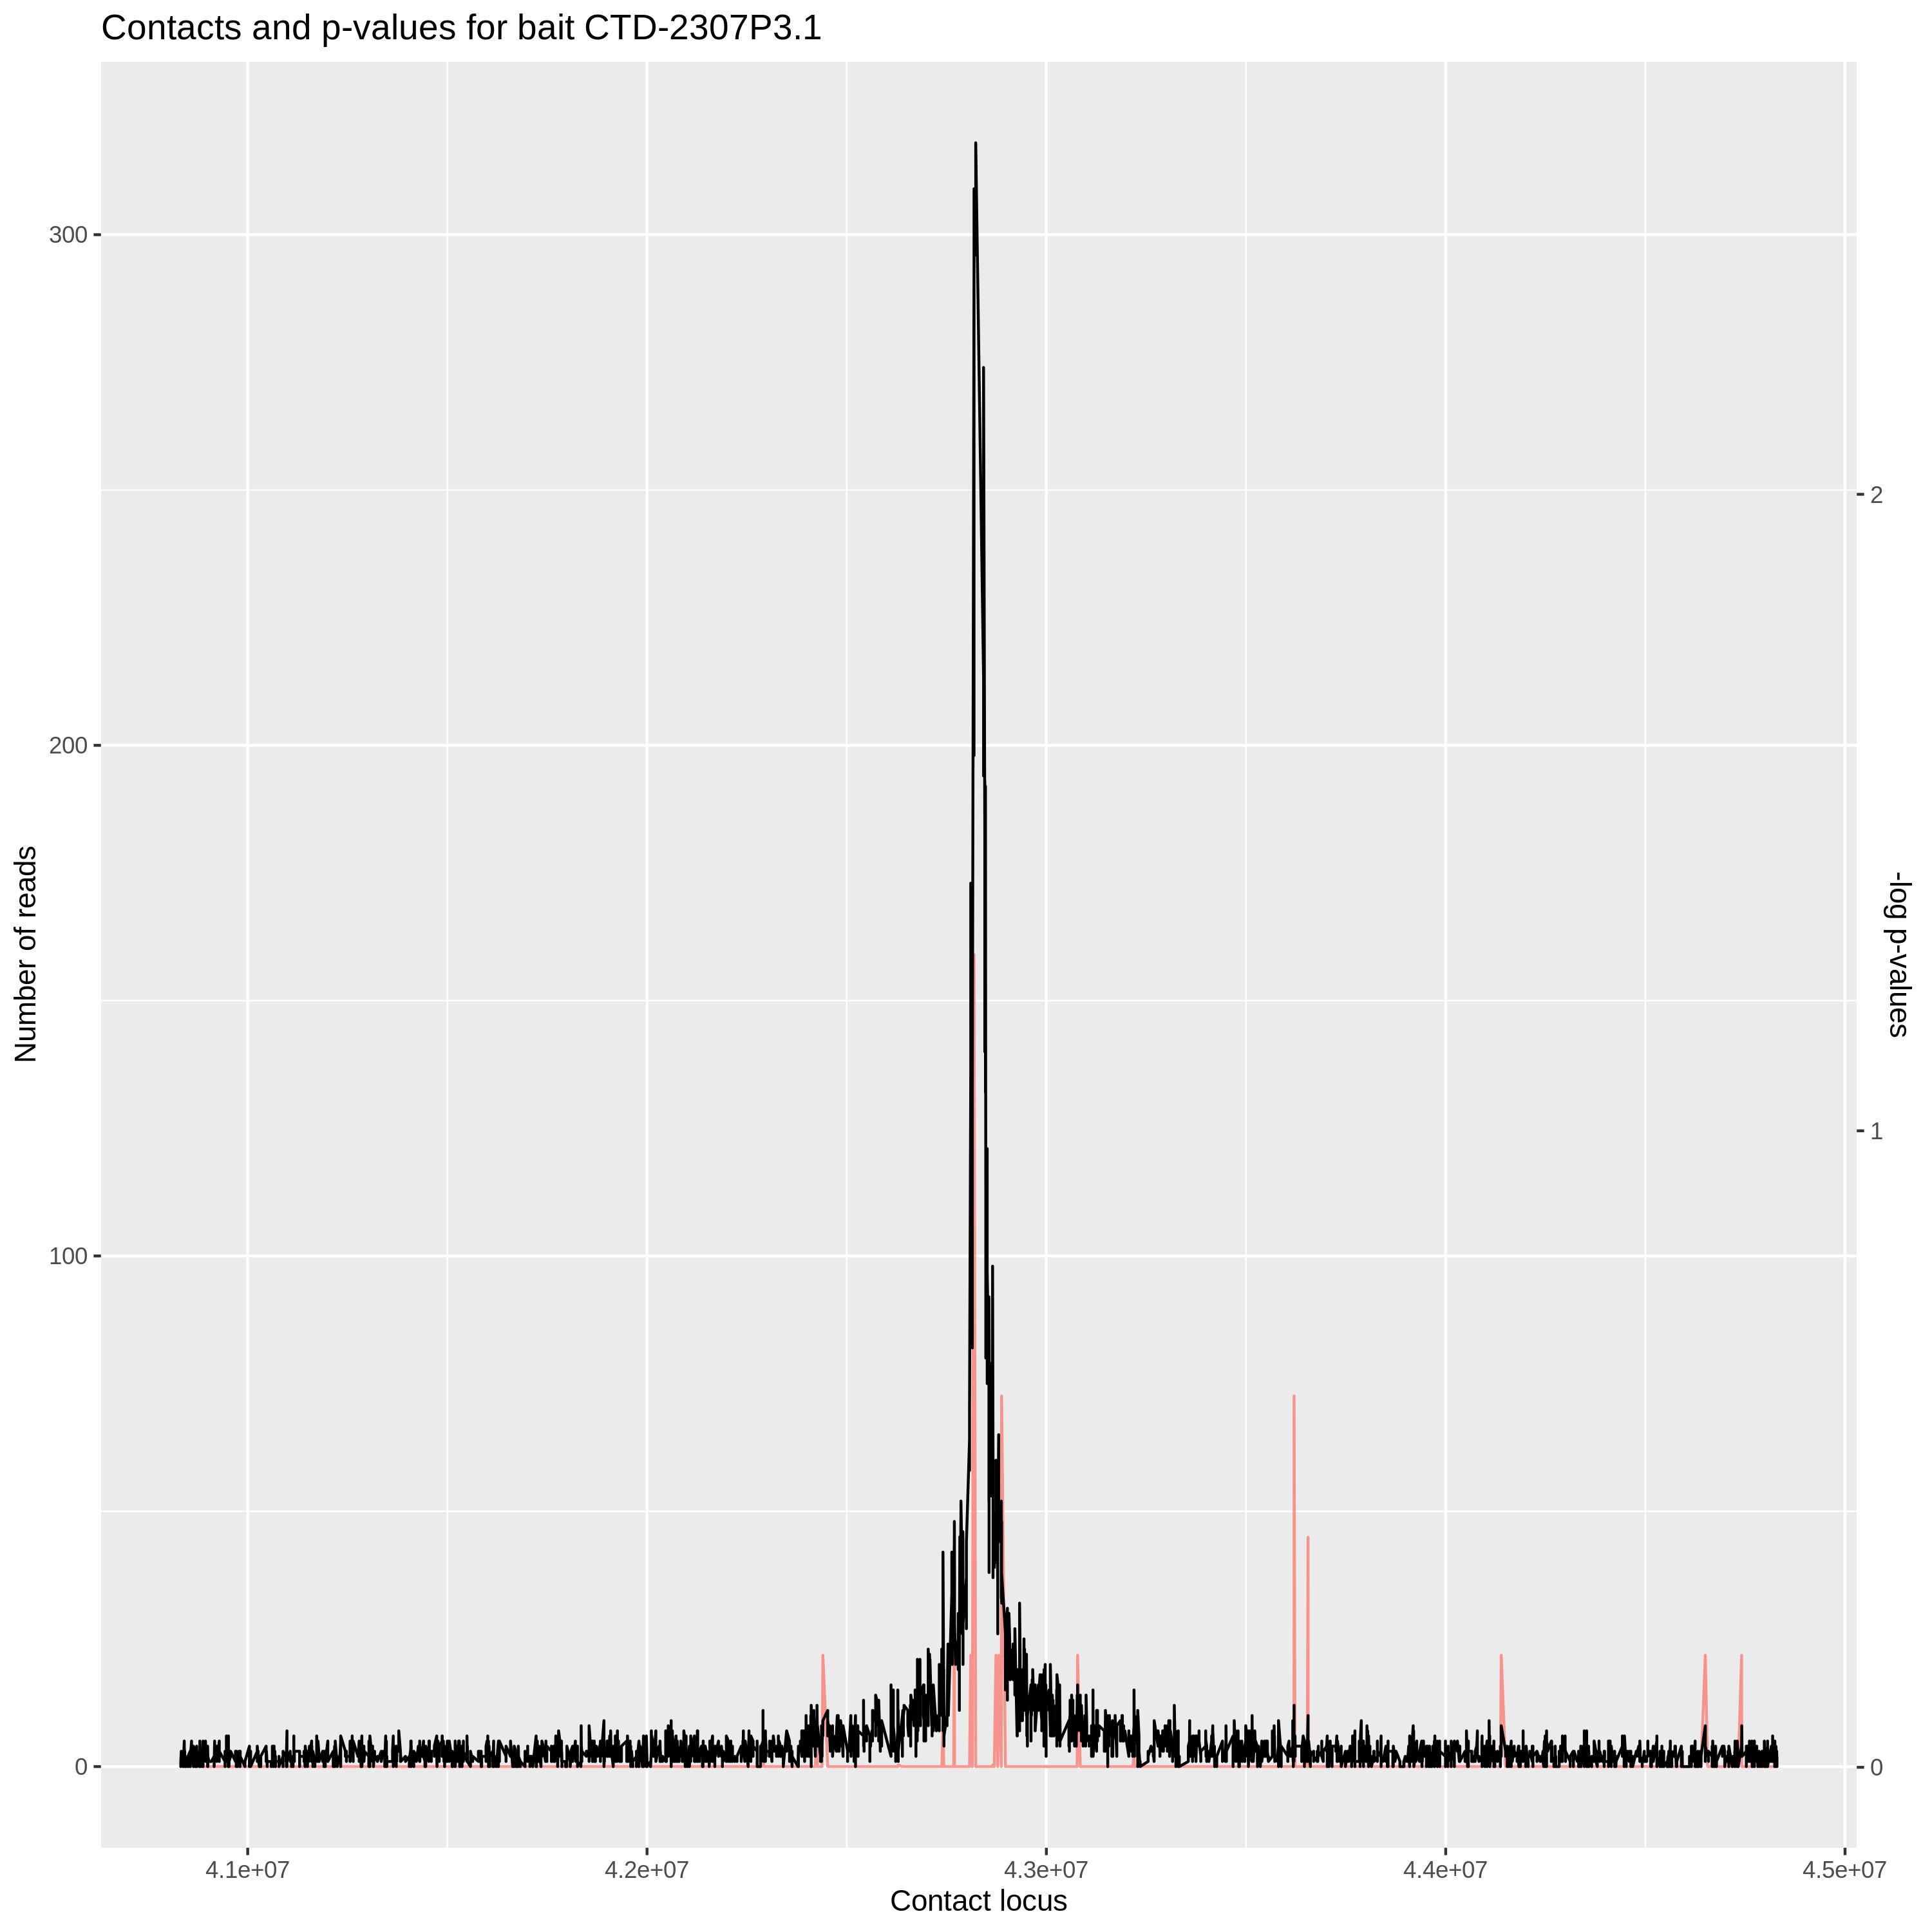 Contacts and p-values for bait CTD-2307P3.1
300
200
100
0
Number of reads
2
1
0
-log p-values
4.1e+07 4.2e+07 4.3e+07 4.4e+07 4.5e+07
Contact locus